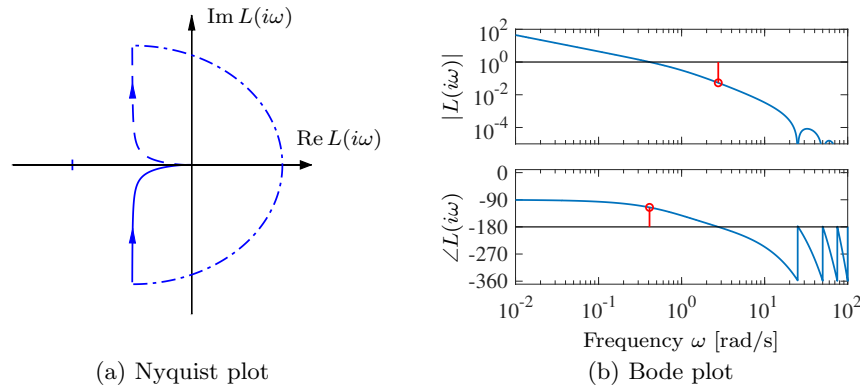 Im L(iω)
Re L(iω)
(a) Nyquist plot
|L(iω)|
10^2
10^0
10^-2
10^-4
∠L(iω)
0
-90
-180
-270
-360
10^-2
10^-1
10^0
10^1
10^2
Frequency ω [rad/s]
(b) Bode plot